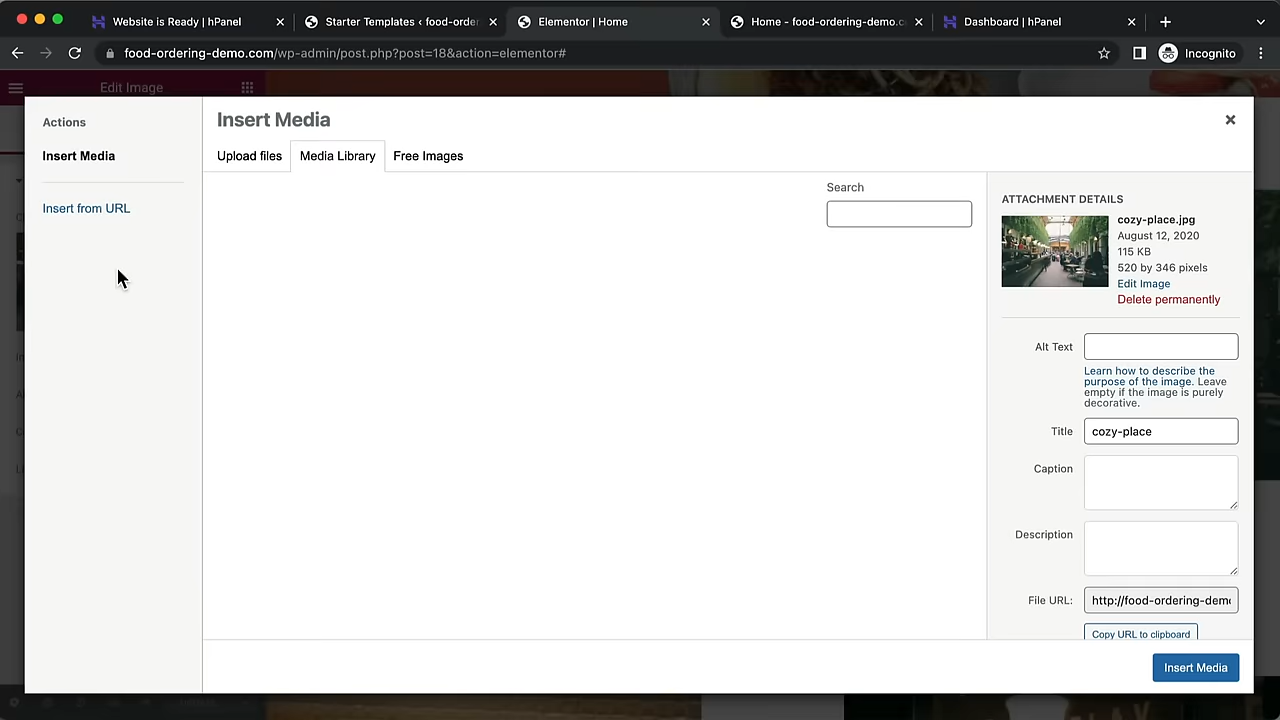 Website is Ready | hPanel
Starter Templates ‹ food-order
Elementor | Home
Home - food-ordering-demo.c
Dashboard | hPanel
food-ordering-demo.com/wp-admin/post.php?post=18&action=elementor#
Incognito
Edit Image
Actions
Insert Media
Insert from URL
Insert Media
Upload files
Media Library
Free Images
Search
ATTACHMENT DETAILS
cozy-place.jpg
August 12, 2020
115 KB
520 by 346 pixels
Edit Image
Delete permanently
Alt Text
Learn how to describe the
purpose of the image. Leave
empty if the image is purely
decorative.
Title
cozy-place
Caption
Description
File URL:
http://food-ordering-demo
Copy URL to clipboard
Insert Media